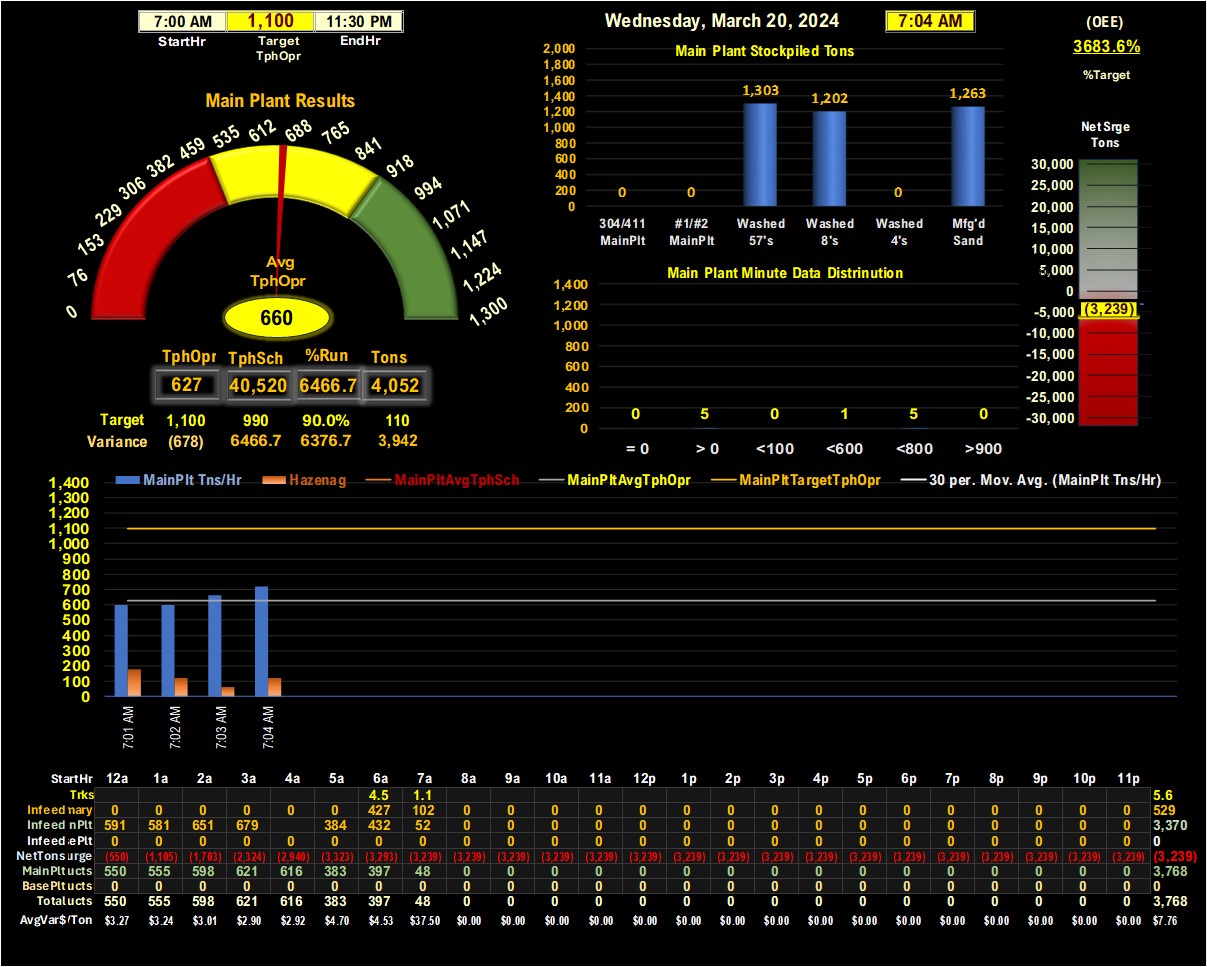 7:00 AM 1,100 11:30 PM
StartHr Target TphOpr EndHr
Wednesday, March 20, 2024 7:04 AM
(OEE)
3683.6%
%Target
Main Plant Results
0 76 153 229 306 382 459 535 612 688 765 841 918 994 1,071 1,147 1,224 1,300
Avg
TphOpr
660
TphOpr TphSch %Run Tons
627 40,520 6466.7 4,052
Target 1,100 990 90.0% 110
Variance (678) 6466.7 6376.7 3,942
Main Plant Stockpiled Tons
2,000
1,800
1,600
1,400
1,200
1,000
800
600
400
200
0
0 0 1,303 1,202 0 1,263
304/411 #1/#2 Washed Washed Washed Mfg'd
MainPlt MainPlt 57's 8's 4's Sand
Net Srge
Tons
30,000
25,000
20,000
15,000
10,000
5,000
0
-5,000
-10,000
-15,000
-20,000
-25,000
-30,000
(3,239)
Main Plant Minute Data Distrinution
1,400
1,200
1,000
800
600
400
200
0
0 5 0 1 5 0
= 0 > 0 <100 <600 <800 >900
MainPlt Tns/Hr Hazenag MainPltAvgTphSch MainPltAvgTphOpr MainPltTargetTphOpr 30 per. Mov. Avg. (MainPlt Tns/Hr)
1,400
1,300
1,200
1,100
1,000
900
800
700
600
500
400
300
200
100
0
7:01 AM 7:02 AM 7:03 AM 7:04 AM
StartHr 12a 1a 2a 3a 4a 5a 6a 7a 8a 9a 10a 11a 12p 1p 2p 3p 4p 5p 6p 7p 8p 9p 10p 11p
Trks 4.5 1.1 5.6
Infeed nary 0 0 0 0 0 0 427 102 0 0 0 0 0 0 0 0 0 0 0 0 0 0 0 0 529
Infeed nPlt 591 581 651 679 384 432 52 0 0 0 0 0 0 0 0 0 0 0 0 0 0 0 0 3,370
Infeed ePlt 0 0 0 0 0 0 0 0 0 0 0 0 0 0 0 0 0 0 0 0 0 0 0 0 0
NetTons urge (550) (1,105) (1,703) (2,324) (2,940) (3,323) (3,293) (3,239) (3,239) (3,239) (3,239) (3,239) (3,239) (3,239) (3,239) (3,239) (3,239) (3,239) (3,239) (3,239) (3,239) (3,239) (3,239) (3,239) (3,239)
MainPlt ucts 550 555 598 621 616 383 397 48 0 0 0 0 0 0 0 0 0 0 0 0 0 0 0 0 3,768
BasePlt ucts 0 0 0 0 0 0 0 0 0 0 0 0 0 0 0 0 0 0 0 0 0 0 0 0 0
Total ucts 550 555 598 621 616 383 397 48 0 0 0 0 0 0 0 0 0 0 0 0 0 0 0 0 3,768
AvgVar$/Ton $3.27 $3.24 $3.01 $2.90 $2.92 $4.70 $4.53 $37.50 $0.00 $0.00 $0.00 $0.00 $0.00 $0.00 $0.00 $0.00 $0.00 $0.00 $0.00 $0.00 $0.00 $0.00 $0.00 $0.00 $7.76